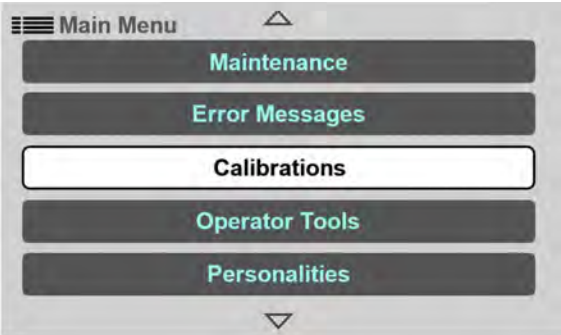 Main Menu
Maintenance
Error Messages
Calibrations
Operator Tools
Personalities